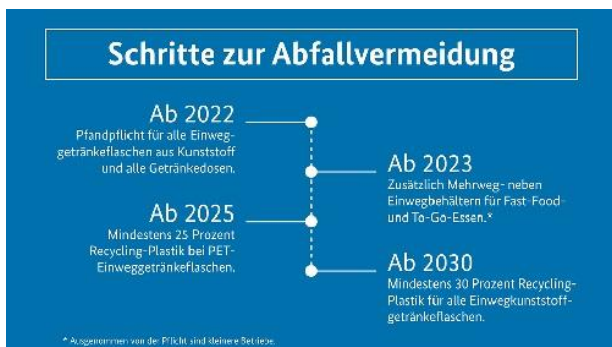 Schritte zur Abfallvermeidung
Ab 2022
Pfandpflicht für alle Einweg-
getränkeflaschen aus Kunststoff
und alle Getränkedosen.
Ab 2023
Zusätzlich Mehrweg- neben
Einwegbehältern für Fast-Food-
und To-Go-Essen.*
Ab 2025
Mindestens 25 Prozent
Recycling-Plastik bei PET-
Einweggetränkeflaschen.
Ab 2030
Mindestens 30 Prozent Recycling-
Plastik für alle Einwegkunststoff-
getränkeflaschen.
* Ausgenommen von der Pflicht sind kleinere Betriebe.